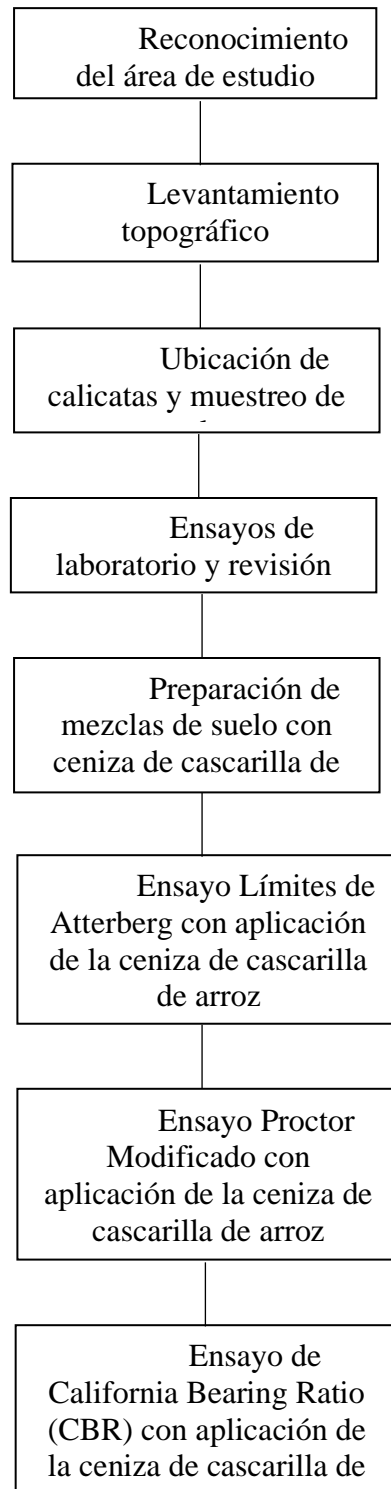 Reconocimiento
del área de estudio
Levantamiento
topográfico
Ubicación de
calicatas y muestreo de
Ensayos de
laboratorio y revisión
Preparación de
mezclas de suelo con
ceniza de cascarilla de
Ensayo Límites de
Atterberg con aplicación
de la ceniza de cascarilla
de arroz
Ensayo Proctor
Modificado con
aplicación de la ceniza de
cascarilla de arroz
Ensayo de
California Bearing Ratio
(CBR) con aplicación de
la ceniza de cascarilla de